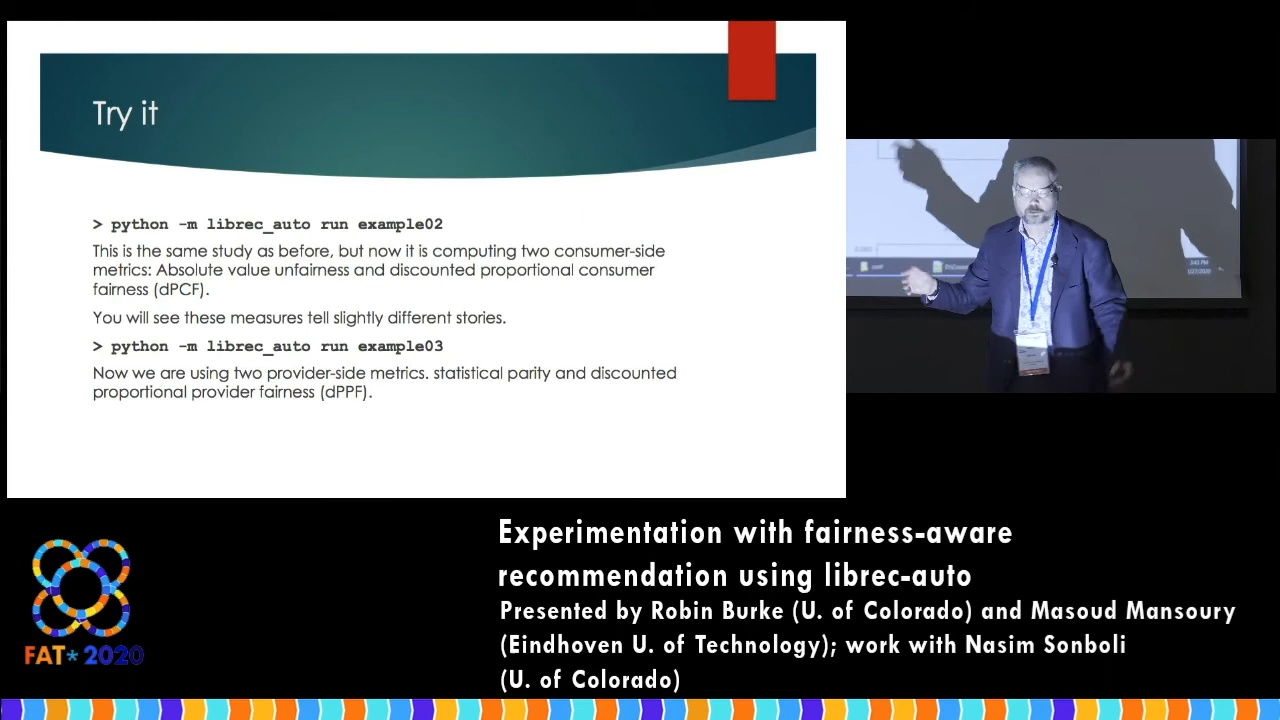 Try it
> python -m librec_auto run example02
This is the same study as before, but now it is computing two consumer-side
metrics: Absolute value unfairness and discounted proportional consumer
fairness (dPCF).
You will see these measures tell slightly different stories.
> python -m librec_auto run example03
Now we are using two provider-side metrics. statistical parity and discounted
proportional provider fairness (dPPF).
Experimentation with fairness-aware
recommendation using librec-auto
Presented by Robin Burke (U. of Colorado) and Masoud Mansoury
(Eindhoven U. of Technology); work with Nasim Sonboli
(U. of Colorado)
FAT* 2020